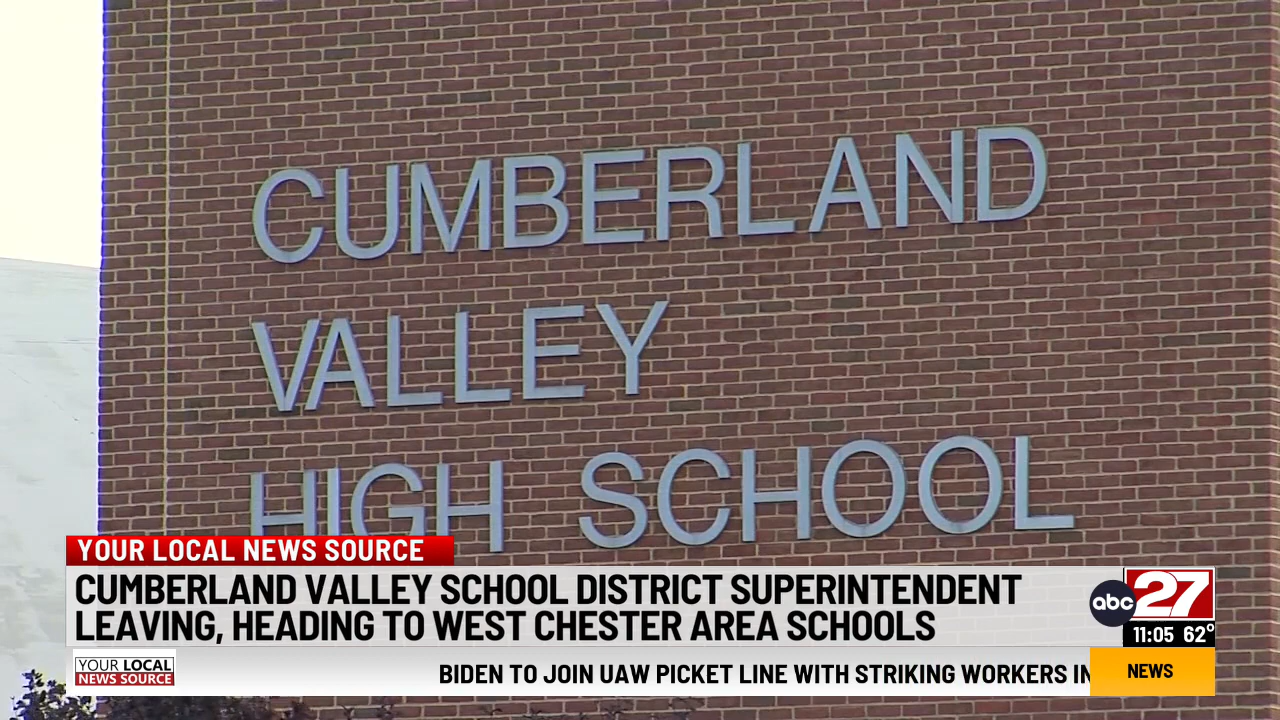 CUMBERLAND
VALLEY
HIGH SCHOOL
YOUR LOCAL NEWS SOURCE
CUMBERLAND VALLEY SCHOOL DISTRICT SUPERINTENDENT
LEAVING, HEADING TO WEST CHESTER AREA SCHOOLS
abc 27
11:05 62°
YOUR LOCAL
NEWS SOURCE
BIDEN TO JOIN UAW PICKET LINE WITH STRIKING WORKERS IN
NEWS